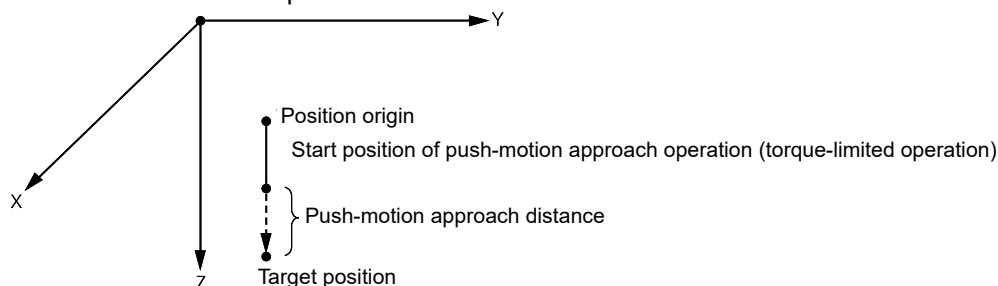 Y
Position origin
Start position of push-motion approach operation (torque-limited operation)
X
Push-motion approach distance
Target position
Z